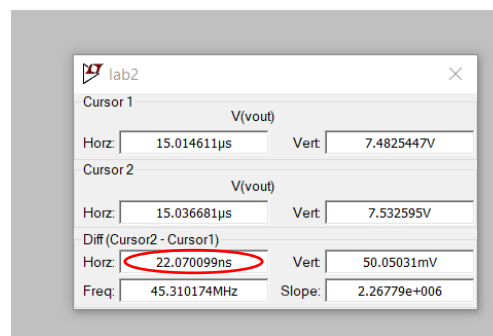 lab2
Cursor 1
V(vout)
Horz: 15.014611µs Vert: 7.4825447V
Cursor 2
V(vout)
Horz: 15.036681µs Vert: 7.532595V
Diff (Cursor2 - Cursor1)
Horz: 22.070099ns Vert: 50.05031mV
Freq: 45.310174MHz Slope: 2.26779e+006